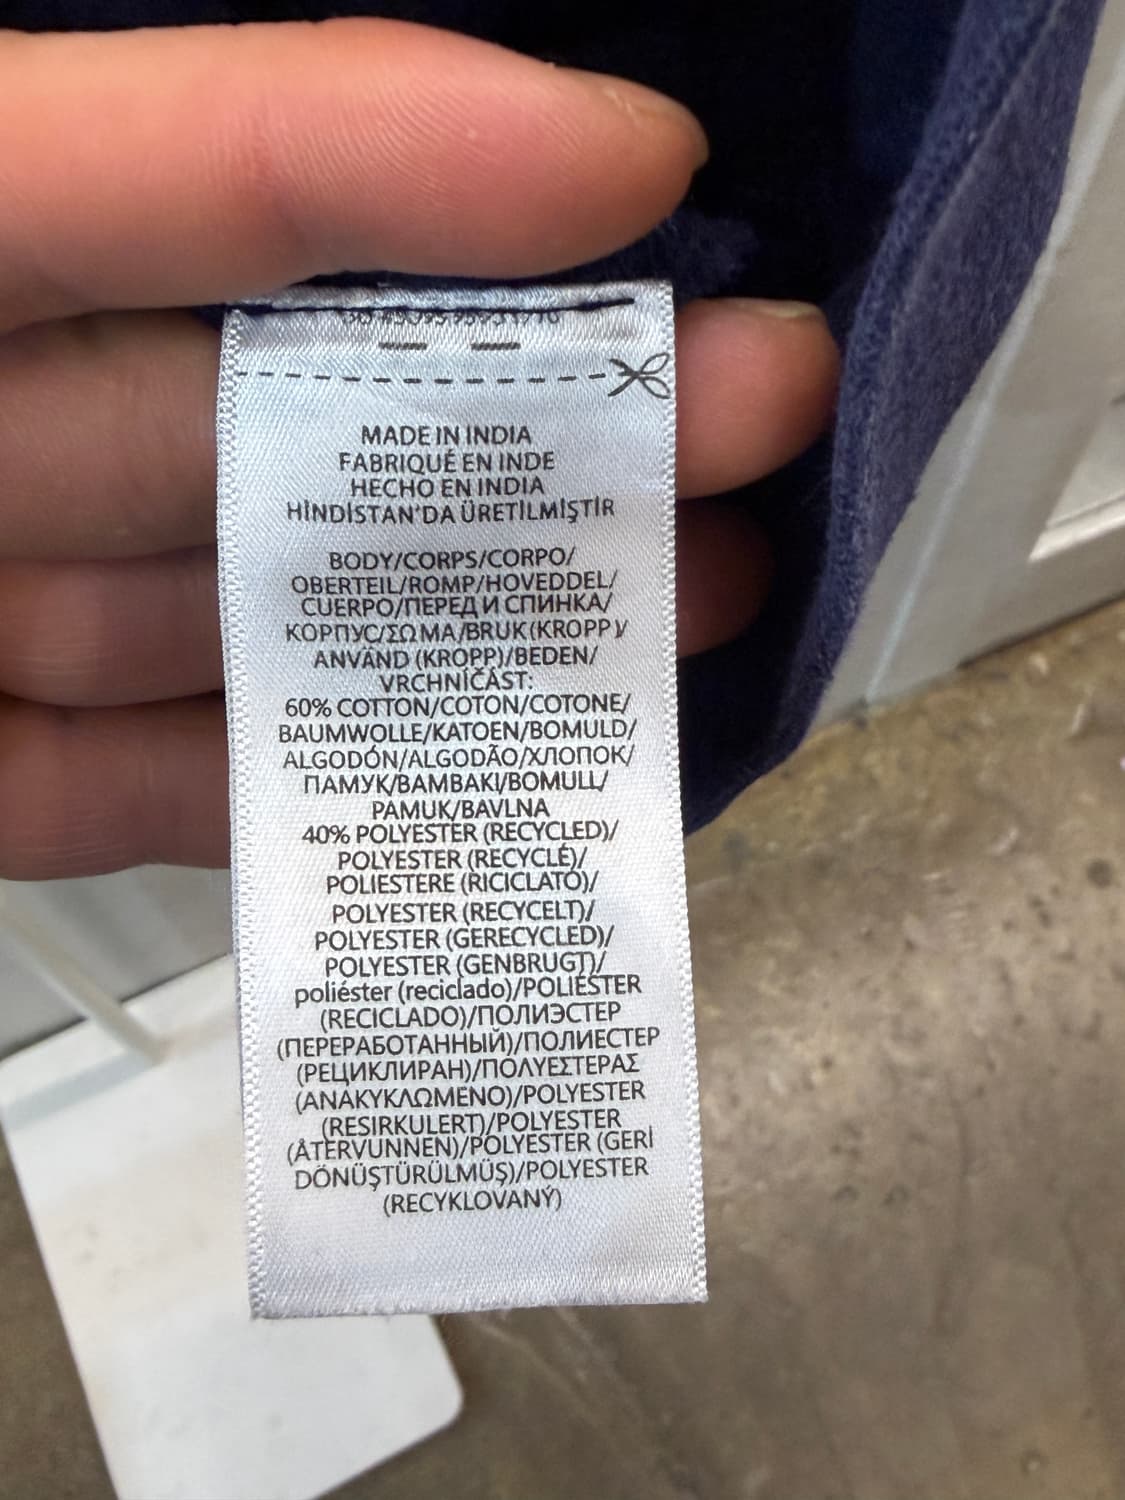 MADE IN INDIA
FABRIQUÉ EN INDE
HECHO EN INDIA
HİNDİSTAN'DA ÜRETİLMİŞTİR
BODY/CORPS/CORPO/
OBERTEIL/ROMP/HOVEDDEL/
CUERPO/ПЕРЕД И СПИНКА/
КОРПУС/ΣΩΜΑ/BRUK (KROPP)/
ANVÄND (KROPP)/BEDEN/
VRCHNÍČÁST:
60% COTTON/COTON/COTONE/
BAUMWOLLE/KATOEN/BOMULD/
ALGODÓN/ALGODÃO/ХЛОПОК/
ПАМУК/BAMBAKI/BOMULL/
PAMUK/BAVLNA
40% POLYESTER (RECYCLED)/
POLYESTER (RECYCLÉ)/
POLIESTERE (RICICLATO)/
POLYESTER (RECYCELT)/
POLYESTER (GERECYCLED)/
POLYESTER (GENBRUGT)/
poliéster (reciclado)/POLIÉSTER
(RECICLADO)/ПОЛИЭСТЕР
(ПЕРЕРАБОТАННЫЙ)/ПОЛИЕСТЕР
(РЕЦИКЛИРАН)/ΠΟΛΥΕΣΤΕΡΑΣ
(ΑΝΑΚΥΚΛΩΜΕΝΟ)/POLYESTER
(RESIRKULERT)/POLYESTER
(ÅTERVUNNEN)/POLYESTER (GERİ
DÖNÜŞTÜRÜLMÜŞ)/POLYESTER
(RECYKLOVANÝ)